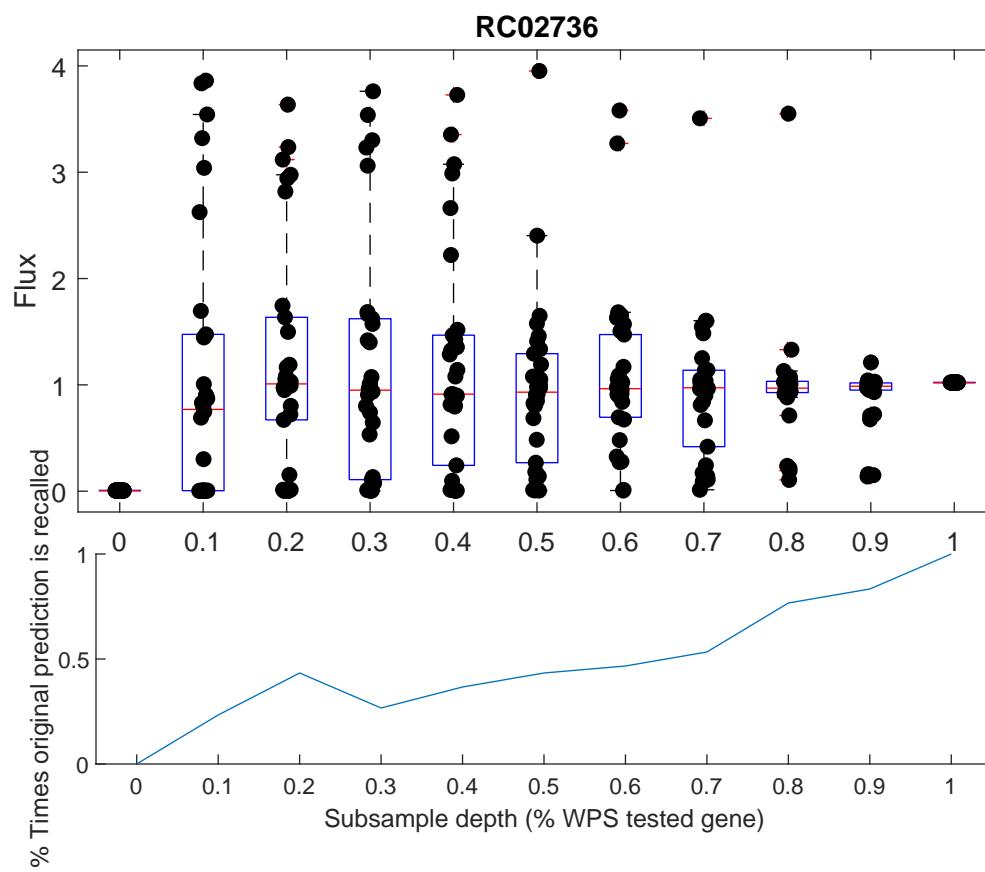 RC02736
4
3
2
1
0
Flux
0 0.1 0.2 0.3 0.4 0.5 0.6 0.7 0.8 0.9 1
1
0.5
0
% Times original prediction is recalled
0 0.1 0.2 0.3 0.4 0.5 0.6 0.7 0.8 0.9 1
Subsample depth (% WPS tested gene)